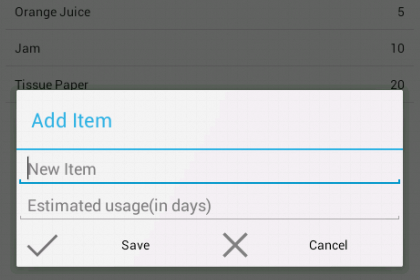 Orange Juice 5
Jam 10
Tissue Paper 20
Add Item
New Item
Estimated usage(in days)
Save Cancel